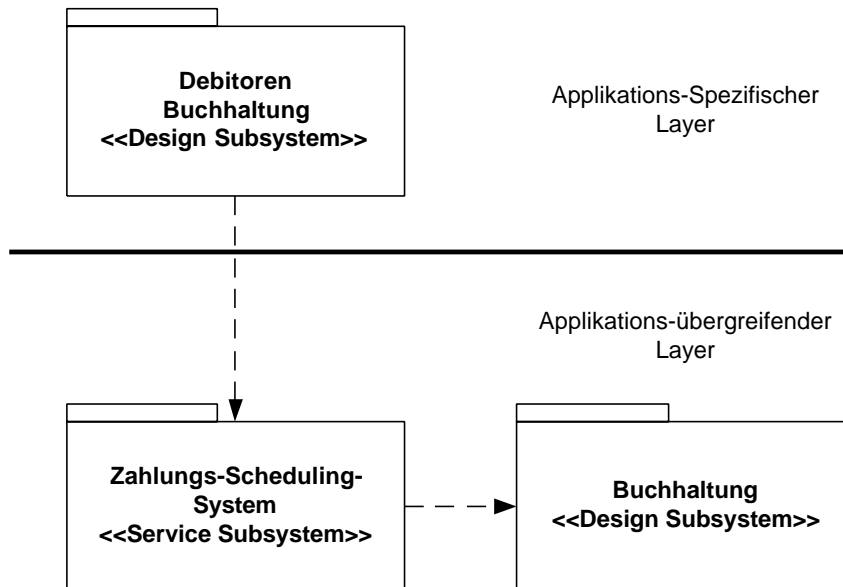 Debitoren
Buchhaltung
<<Design Subsystem>>
Applikations-Spezifischer
Layer
Applikations-übergreifender
Layer
Zahlungs-Scheduling-
System
<<Service Subsystem>>
Buchhaltung
<<Design Subsystem>>